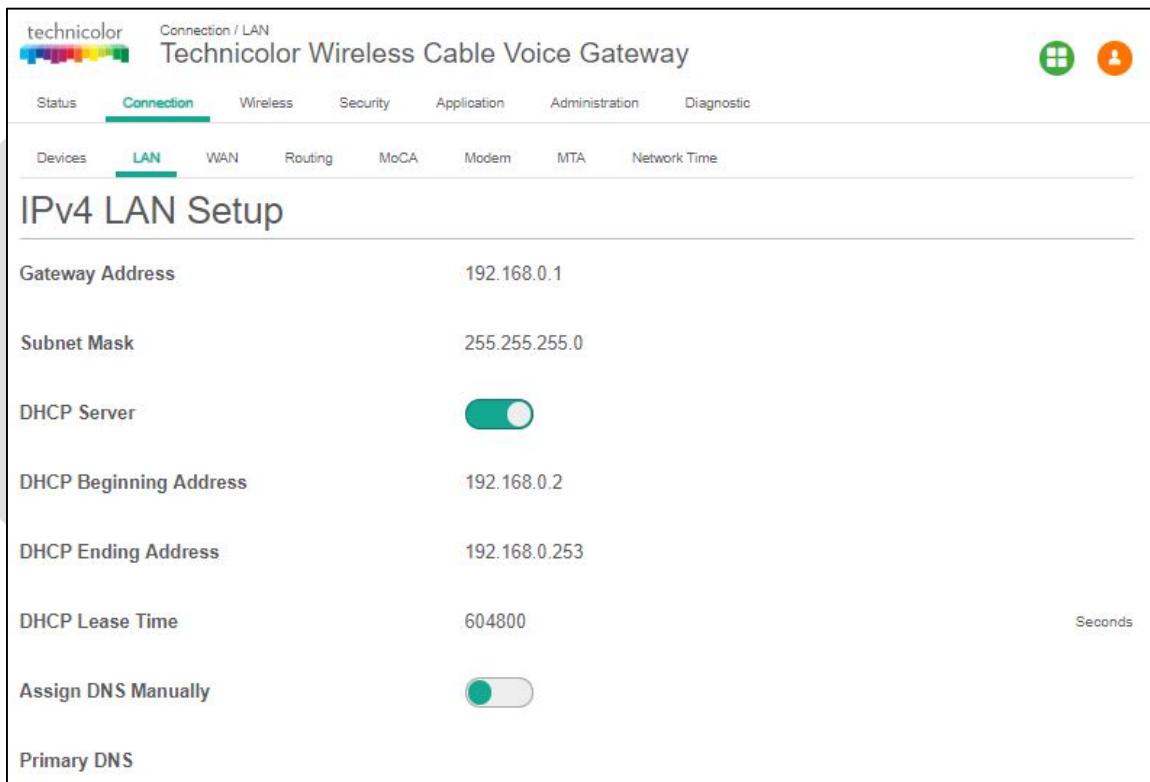 technicolor
Connection / LAN
Technicolor Wireless Cable Voice Gateway
Status Connection Wireless Security Application Administration Diagnostic
Devices LAN WAN Routing MoCA Modem MTA Network Time
IPv4 LAN Setup
Gateway Address 192.168.0.1
Subnet Mask 255.255.255.0
DHCP Server
DHCP Beginning Address 192.168.0.2
DHCP Ending Address 192.168.0.253
DHCP Lease Time 604800 Seconds
Assign DNS Manually
Primary DNS